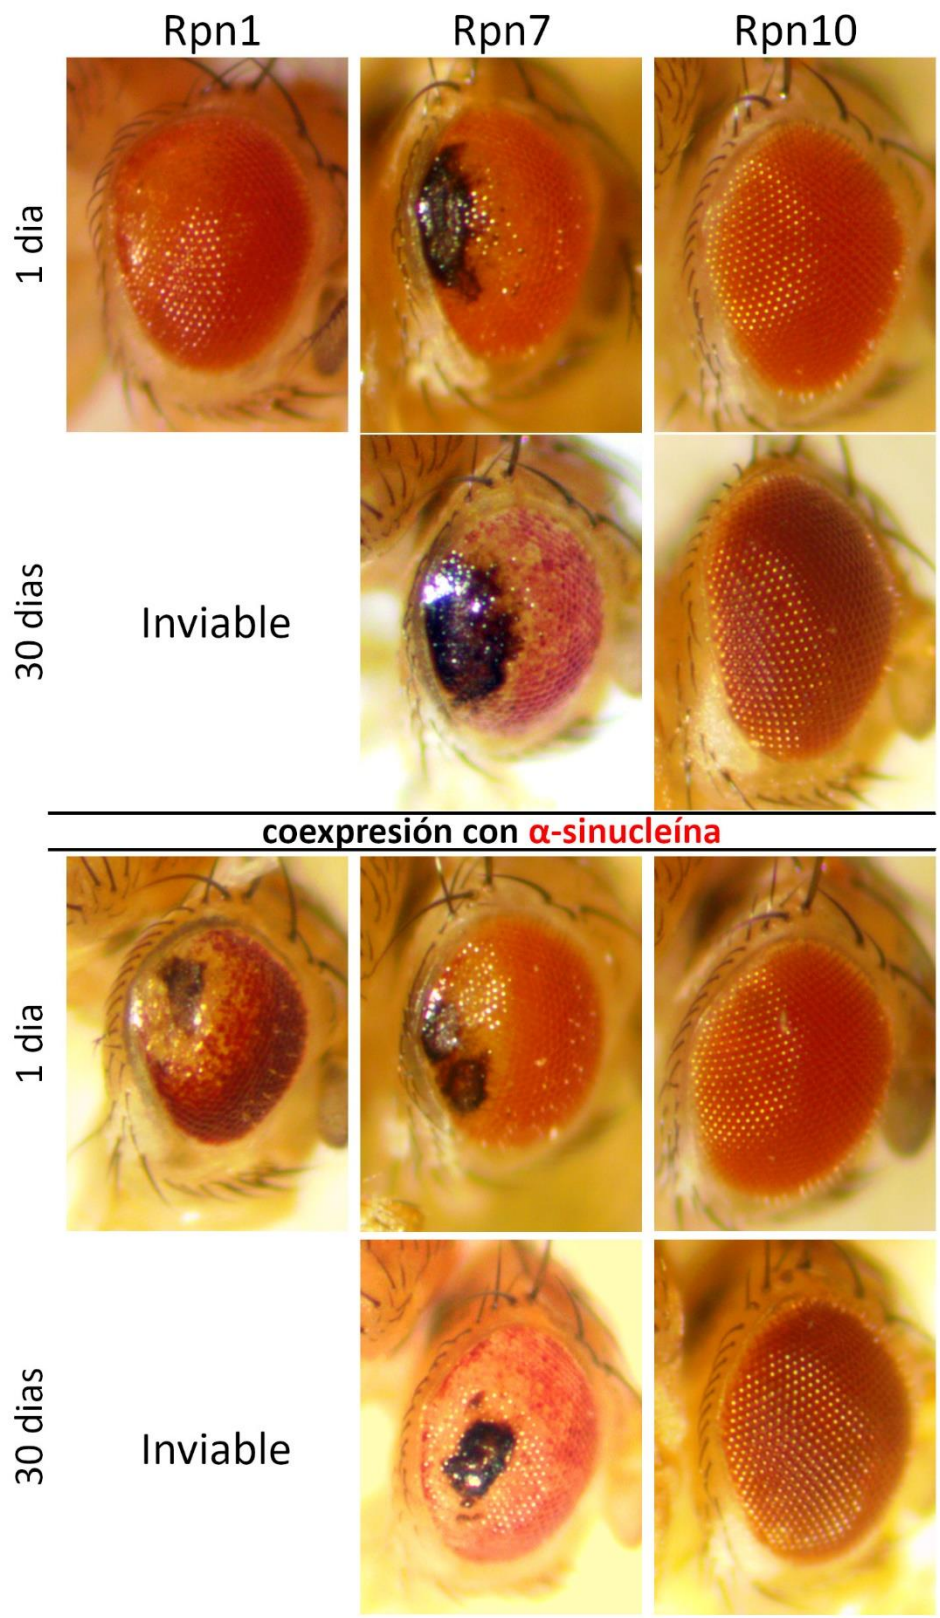 Rpn1 Rpn7 Rpn10
1 dia
30 dias
Inviable
coexpresión con α-sinucleína
1 dia
30 dias
Inviable